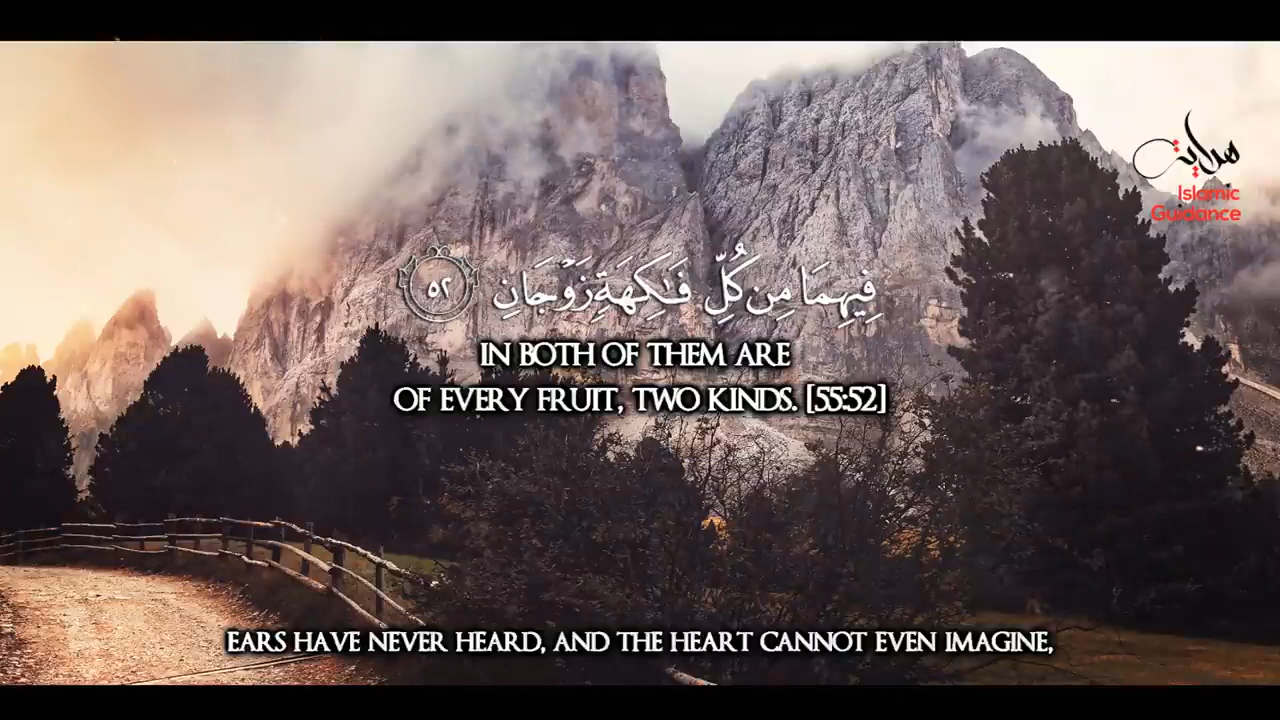 هداية
Islamic
Guidance
فِيهِمَا مِن كُلِّ فَـٰكِهَةٍ زَوْجَانِ ٥٢
IN BOTH OF THEM ARE
OF EVERY FRUIT, TWO KINDS. [55:52]
EARS HAVE NEVER HEARD, AND THE HEART CANNOT EVEN IMAGINE,